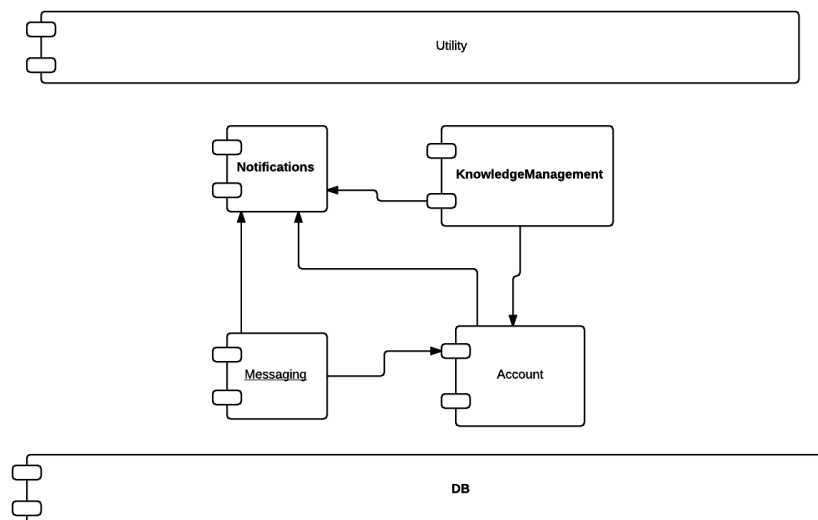 Utility
Notifications
KnowledgeManagement
Messaging
Account
DB